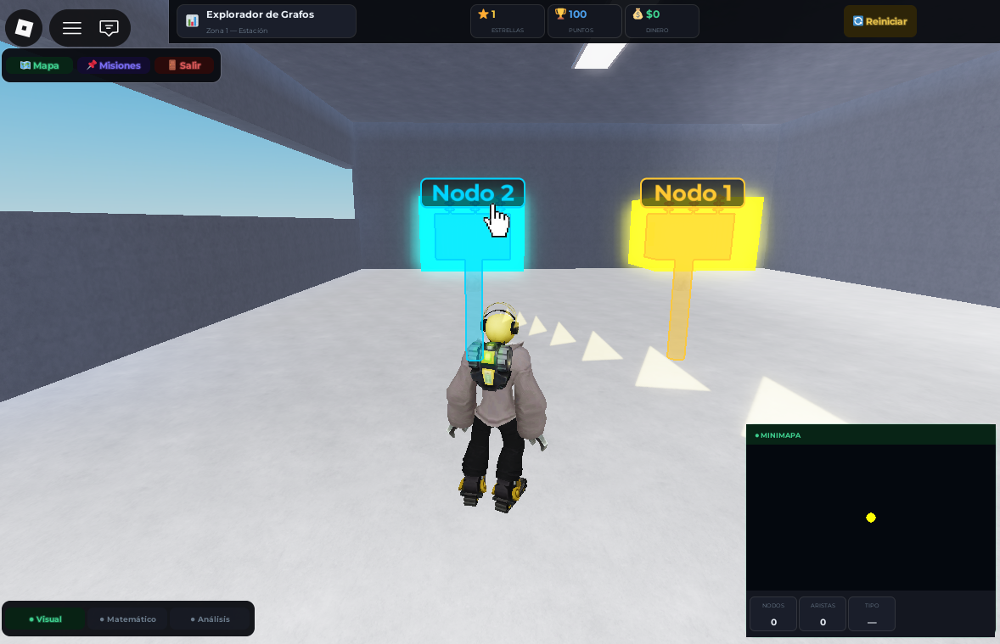 Explorador de Grafos
Zona 1 — Estación
1
ESTRELLAS
100
PUNTOS
$0
DINERO
Reiniciar
Mapa
Misiones
Salir
Nodo 2
Nodo 1
MINIMAPA
NODOS
0
ARISTAS
0
TIPO
—
Visual
Matemático
Análisis